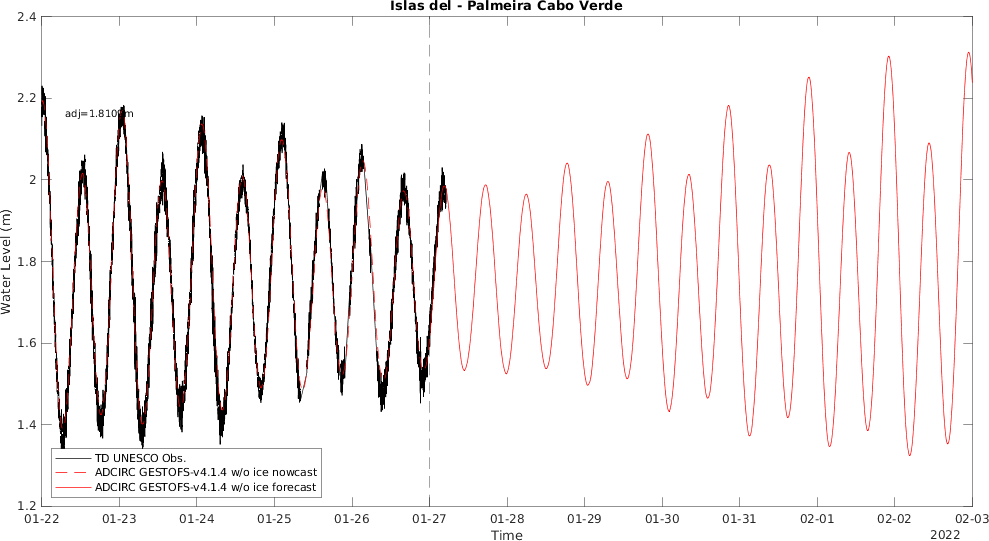 Islas del - Palmeira Cabo Verde
2.4
2.2
2
1.8
1.6
1.4
1.2
Water Level (m)
adj=1.8100m
TD UNESCO Obs.
ADCIRC GESTOFS-v4.1.4 w/o ice nowcast
ADCIRC GESTOFS-v4.1.4 w/o ice forecast
01-22 01-23 01-24 01-25 01-26 01-27 01-28 01-29 01-30 01-31 02-01 02-02 02-03
Time
2022